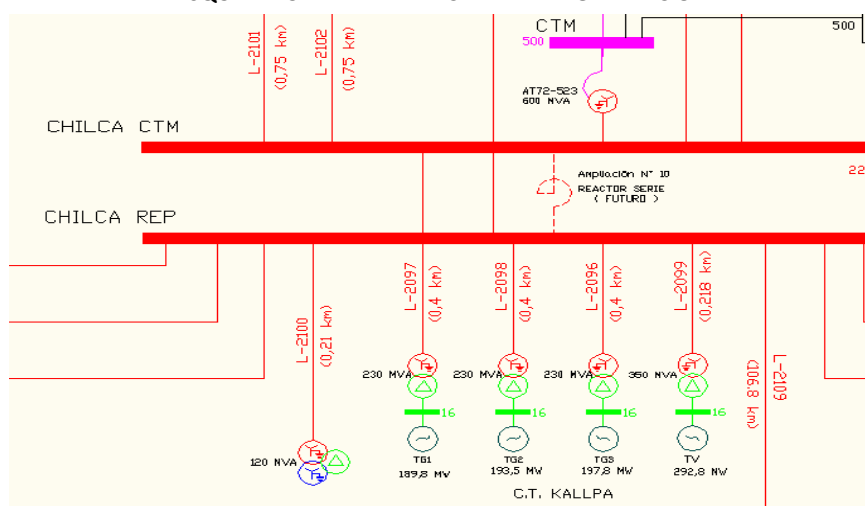 CTM
500
500
L-2101
(0,75 km)
L-2102
(0,75 km)
AT72-523
600 NVA
CHILCA CTM
22
Ampliación N° 10
REACTOR SERIE
( FUTURO )
CHILCA REP
L-2100
(0,21 km)
L-2097
(0,4 km)
L-2098
(0,4 km)
L-2096
(0,4 km)
L-2099
(0,218 km)
L-2109
(106.8 km)
230 MVA
230 MVA
230 NVA
350 NVA
16
16
16
16
120 NVA
TG1
189,8 MW
TG2
193,5 MW
TG3
197,8 MW
TV
292,8 NW
C.T. KALLPA